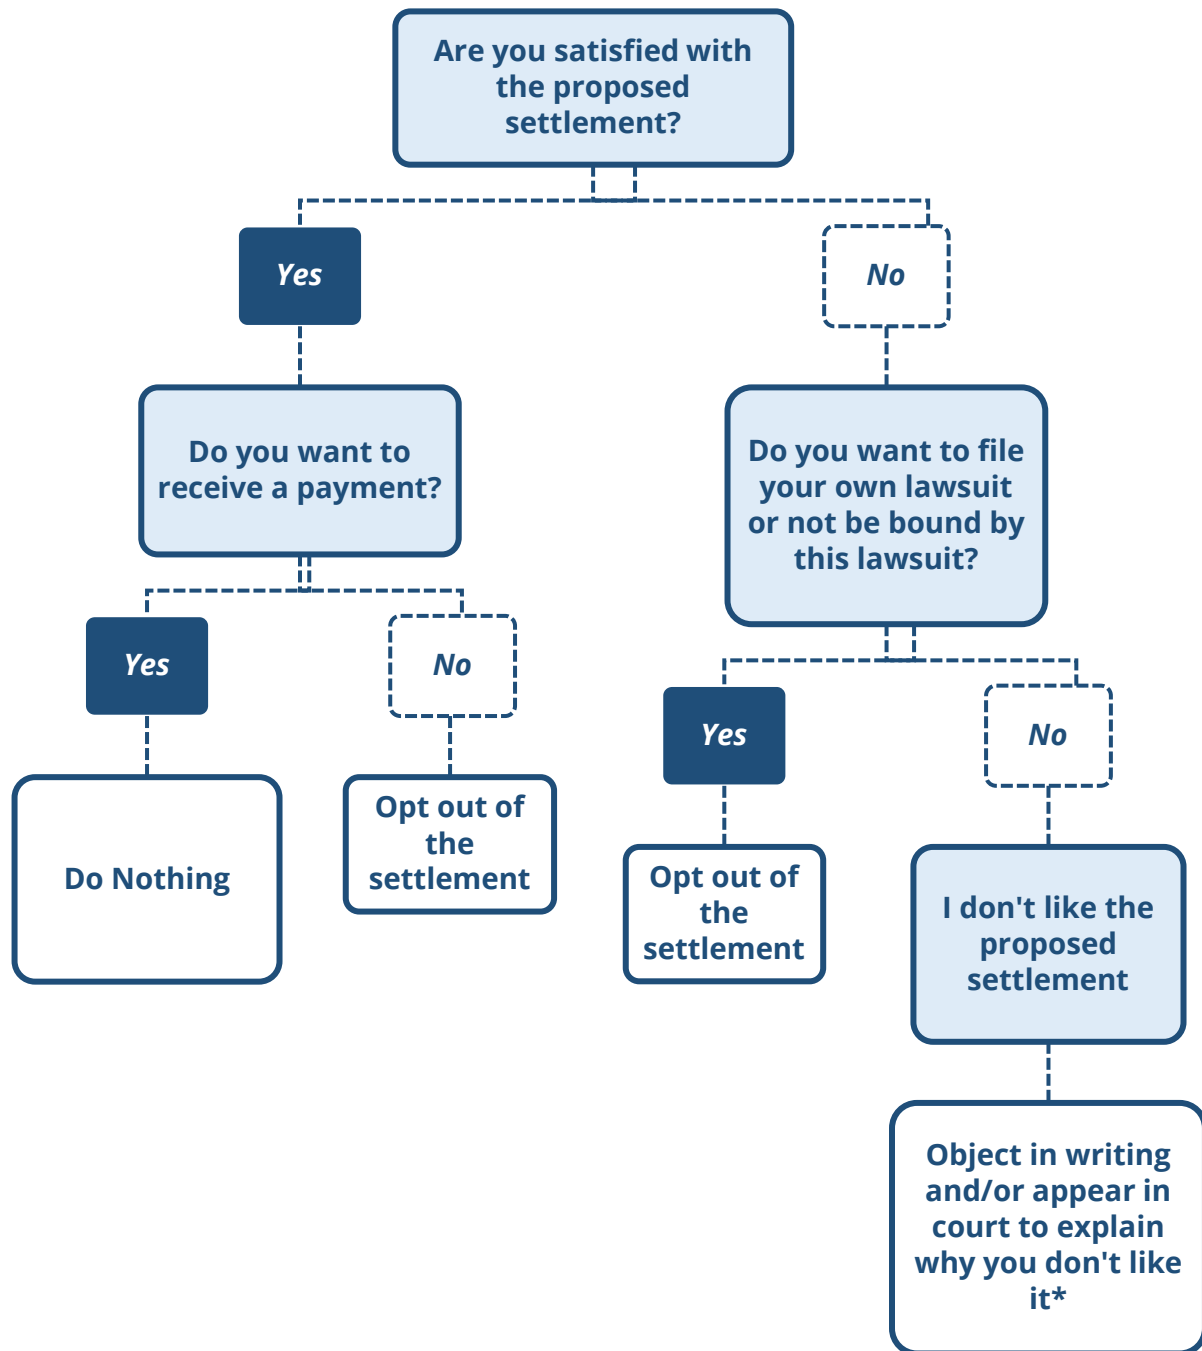 Are you satisfied with
the proposed
settlement?
Yes
No
Do you want to
receive a payment?
Do you want to file
your own lawsuit
or not be bound by
this lawsuit?
Yes
No
Yes
No
Do Nothing
Opt out of
the
settlement
Opt out of
the
settlement
I don't like the
proposed
settlement
Object in writing
and/or appear in
court to explain
why you don't like
it*